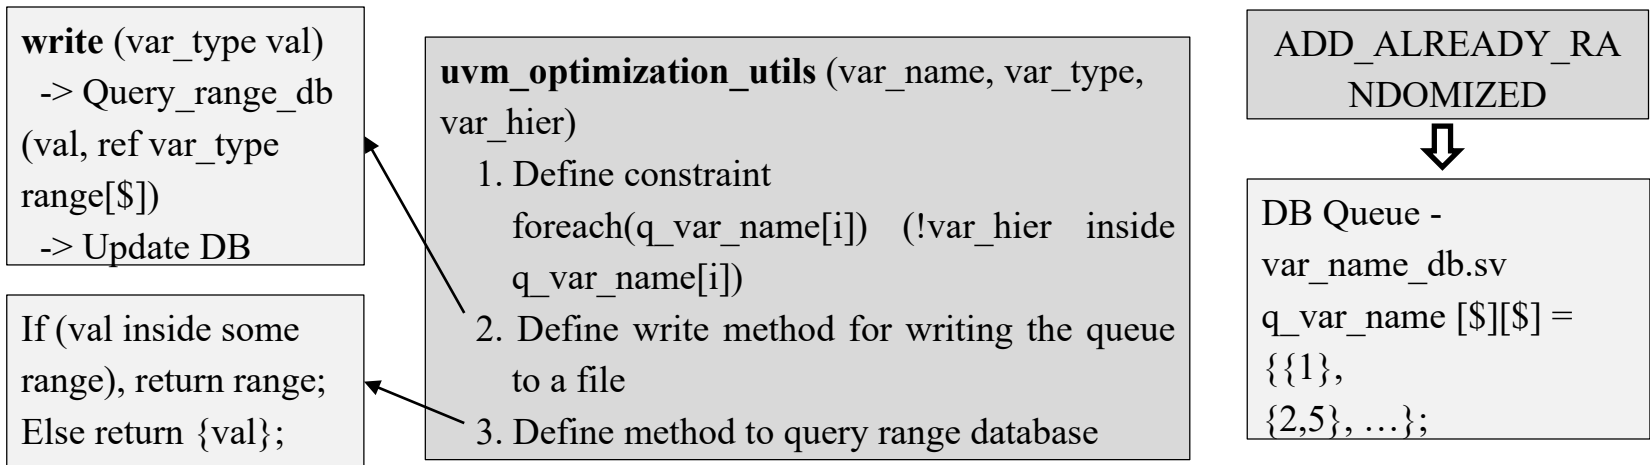 write (var_type val)
-> Query_range_db
(val, ref var_type
range[$])
-> Update DB
If (val inside some
range), return range;
Else return {val};
uvm_optimization_utils (var_name, var_type,
var_hier)
1. Define constraint
foreach(q_var_name[i]) (!var_hier inside
q_var_name[i])
2. Define write method for writing the queue
to a file
3. Define method to query range database
ADD_ALREADY_RA
NDOMIZED
DB Queue -
var_name_db.sv
q_var_name [$][$] =
{{1},
{2,5}, …};